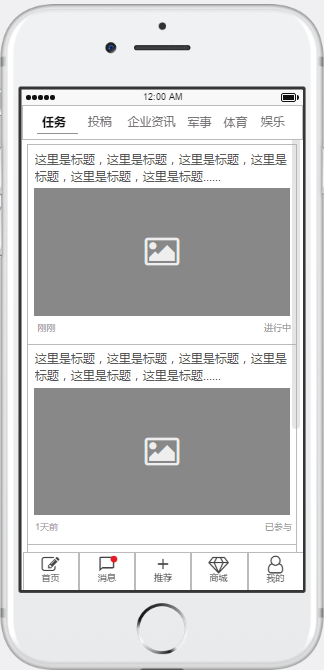 12:00 AM
任务 投稿 企业资讯 军事 体育 娱乐
这里是标题，这里是标题，这里是标题，这里是
标题，这里是标题，这里是标题......
刚刚 进行中
这里是标题，这里是标题，这里是标题，这里是
标题，这里是标题，这里是标题......
1天前 已参与
首页 消息 推荐 商城 我的